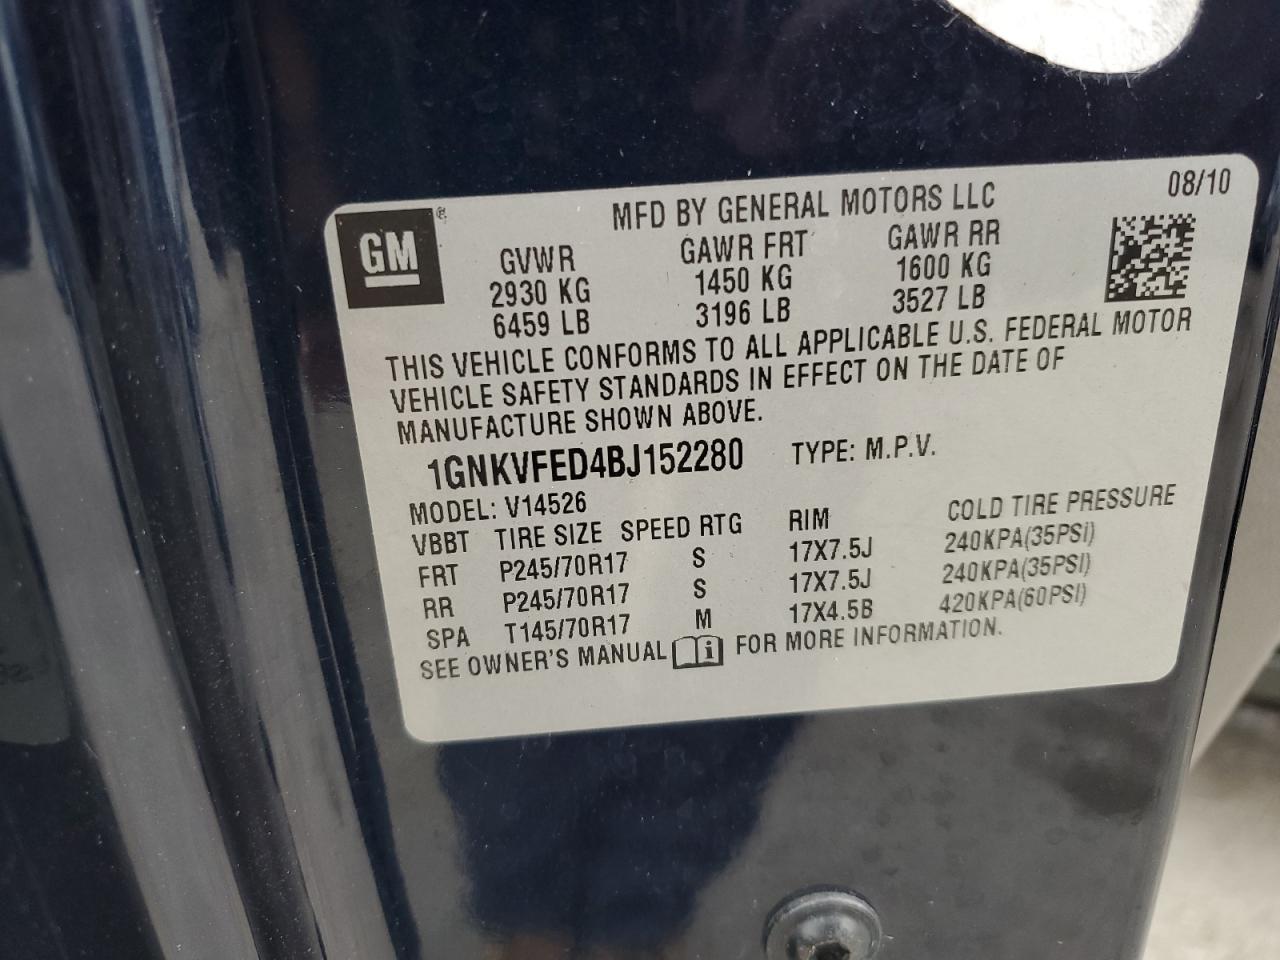 08/10
GM®
MFD BY GENERAL MOTORS LLC
GVWR GAWR FRT GAWR RR
2930 KG 1450 KG 1600 KG
6459 LB 3196 LB 3527 LB
THIS VEHICLE CONFORMS TO ALL APPLICABLE U.S. FEDERAL MOTOR
VEHICLE SAFETY STANDARDS IN EFFECT ON THE DATE OF
MANUFACTURE SHOWN ABOVE.
1GNKVFED4BJ152280 TYPE: M.P.V.
MODEL: V14526
VBBT TIRE SIZE SPEED RTG RIM COLD TIRE PRESSURE
FRT P245/70R17 S 17X7.5J 240KPA(35PSI)
RR P245/70R17 S 17X7.5J 240KPA(35PSI)
SPA T145/70R17 M 17X4.5B 420KPA(60PSI)
SEE OWNER'S MANUAL i FOR MORE INFORMATION.